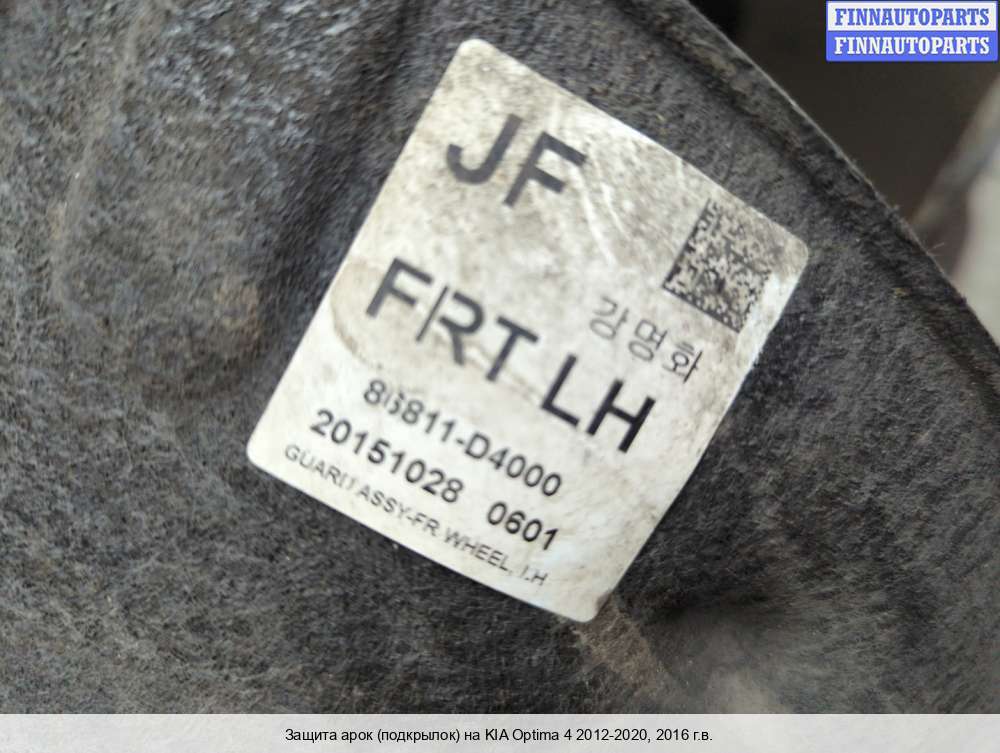 FINNAUTOPARTS
FINNAUTOPARTS
JF
강명화
FRT LH
86811-D4000
20151028 0601
GUARD ASSY-FR WHEEL, LH
Защита арок (подкрылок) на KIA Optima 4 2012-2020, 2016 г.в.